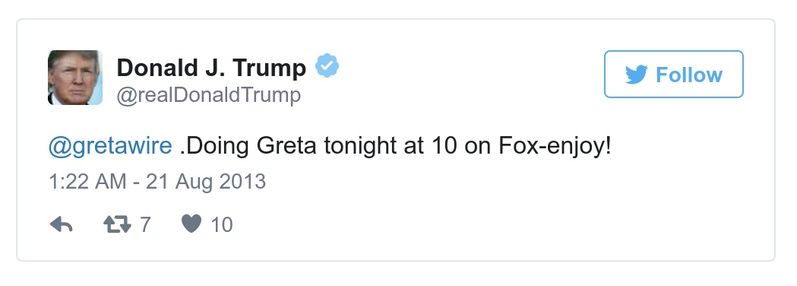 Donald J. Trump
@realDonaldTrump
Follow
@gretawire .Doing Greta tonight at 10 on Fox-enjoy!
1:22 AM - 21 Aug 2013
7 10